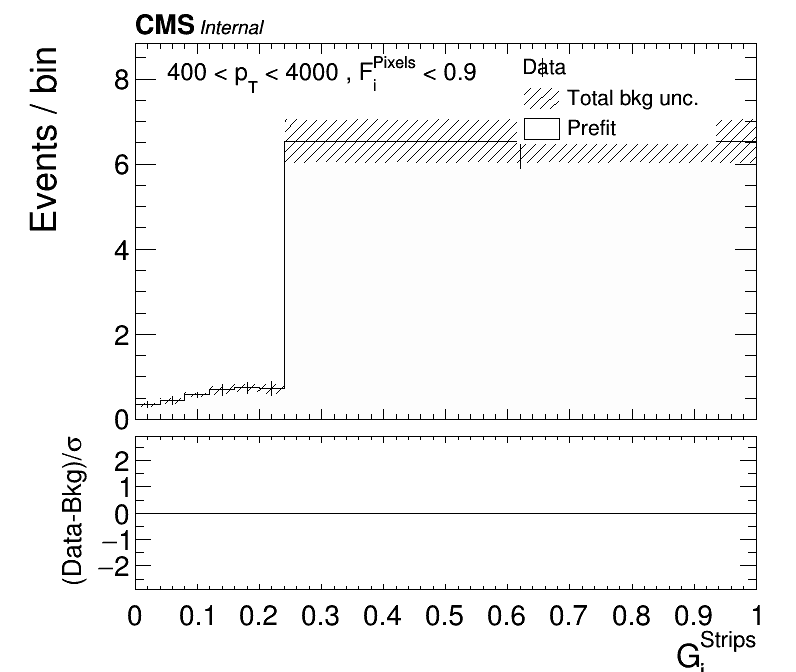 CMS Internal
400 < p_T < 4000 , F_i^Pixels < 0.9
Data
Total bkg unc.
Prefit
Events / bin
8
6
4
2
0
(Data-Bkg)/σ
2
1
0
−1
−2
0 0.1 0.2 0.3 0.4 0.5 0.6 0.7 0.8 0.9 1
G_i^Strips